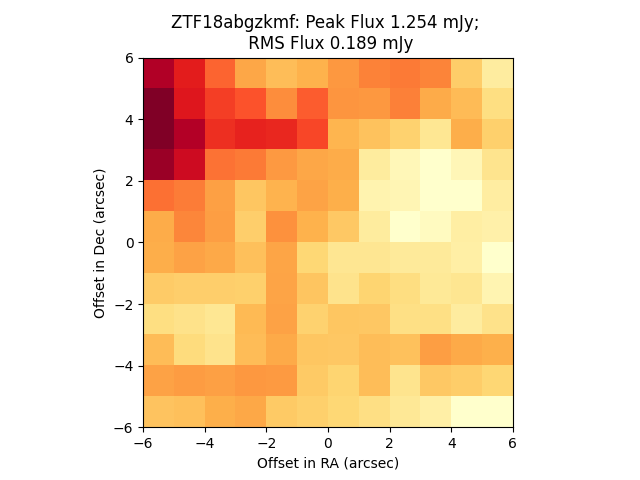 ZTF18abgzkmf: Peak Flux 1.254 mJy;
RMS Flux 0.189 mJy
6
4
2
0
−2
−4
−6
Offset in Dec (arcsec)
−6 −4 −2 0 2 4 6
Offset in RA (arcsec)